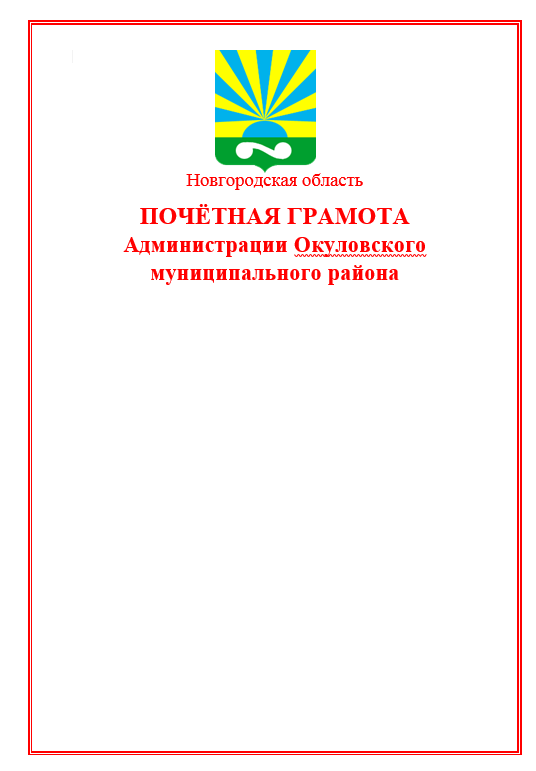 Новгородская область
ПОЧЁТНАЯ ГРАМОТА
Администрации Окуловского
муниципального района